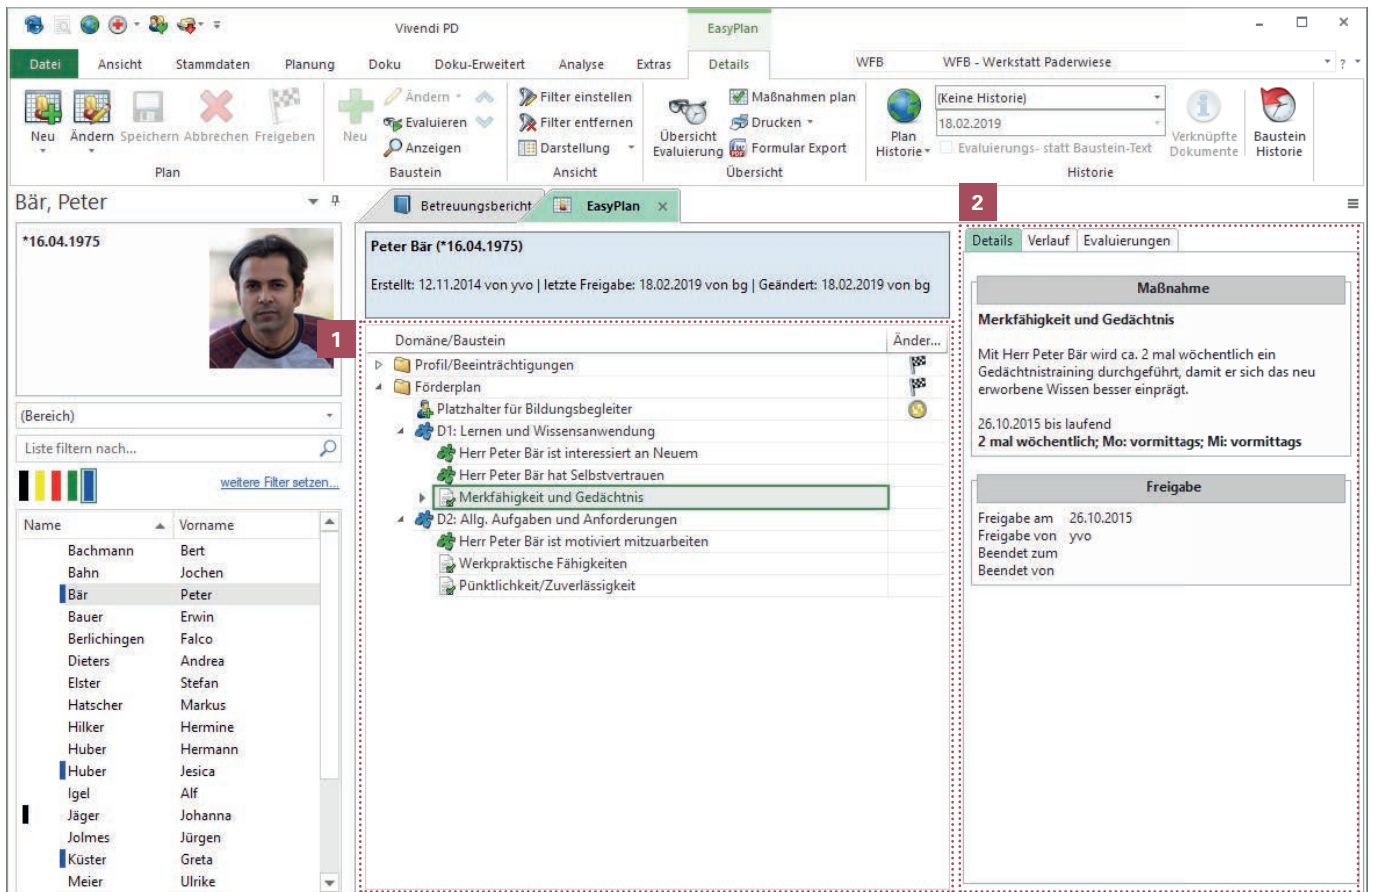 Vivendi PD
EasyPlan
Datei Ansicht Stammdaten Planung Doku Doku-Erweitert Analyse Extras Details WFB WFB - Werkstatt Paderwiese ?
Neu Ändern Speichern Abbrechen Freigeben
Plan
Neu
Ändern
Evaluieren
Anzeigen
Baustein
Filter einstellen
Filter entfernen
Darstellung
Ansicht
Übersicht
Evaluierung
Maßnahmen plan
Drucken
Formular Export
Übersicht
Plan
Historie
(Keine Historie)
18.02.2019
Evaluierungs- statt Baustein-Text
Verknüpfte
Dokumente
Baustein
Historie
Historie
Bär, Peter
*16.04.1975
(Bereich)
Liste filtern nach...
weitere Filter setzen...
Name Vorname
Bachmann Bert
Bahn Jochen
Bär Peter
Bauer Erwin
Berlichingen Falco
Dieters Andrea
Elster Stefan
Hatscher Markus
Hilker Hermine
Huber Hermann
Huber Jesica
Igel Alf
Jäger Johanna
Jolmes Jürgen
Küster Greta
Meier Ulrike
Betreuungsbericht
EasyPlan
Peter Bär (*16.04.1975)
Erstellt: 12.11.2014 von yvo | letzte Freigabe: 18.02.2019 von bg | Geändert: 18.02.2019 von bg
1
Domäne/Baustein Änder...
Profil/Beeinträchtigungen
Förderplan
Platzhalter für Bildungsbegleiter
D1: Lernen und Wissensanwendung
Herr Peter Bär ist interessiert an Neuem
Herr Peter Bär hat Selbstvertrauen
Merkfähigkeit und Gedächtnis
D2: Allg. Aufgaben und Anforderungen
Herr Peter Bär ist motiviert mitzuarbeiten
Werkpraktische Fähigkeiten
Pünktlichkeit/Zuverlässigkeit
2
Details Verlauf Evaluierungen
Maßnahme
Merkfähigkeit und Gedächtnis
Mit Herr Peter Bär wird ca. 2 mal wöchentlich ein
Gedächtnistraining durchgeführt, damit er sich das neu
erworbene Wissen besser einprägt.
26.10.2015 bis laufend
2 mal wöchentlich; Mo: vormittags; Mi: vormittags
Freigabe
Freigabe am 26.10.2015
Freigabe von yvo
Beendet zum
Beendet von